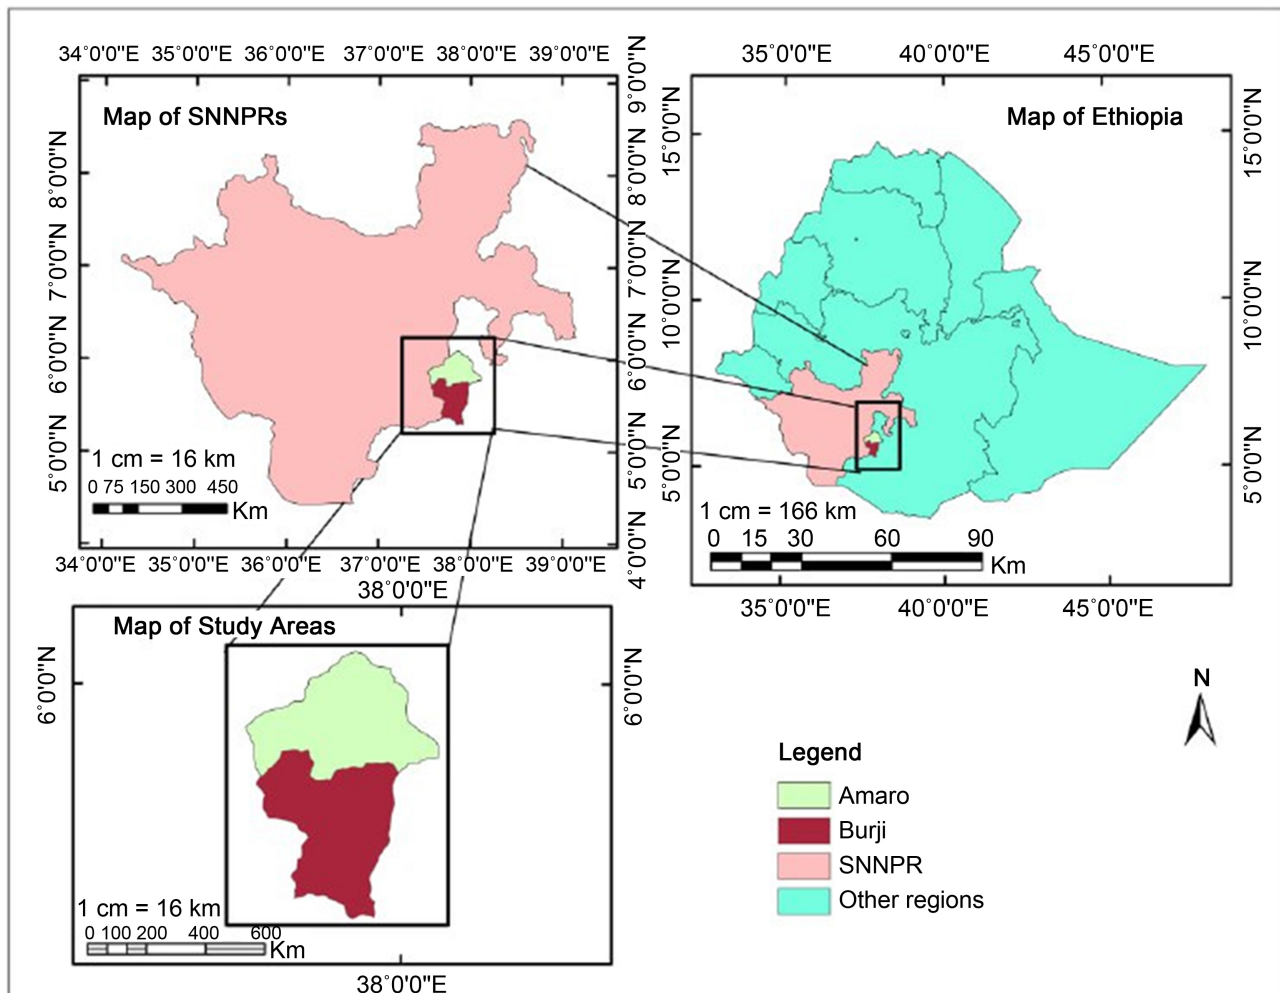 34˚0'0"E 35˚0'0"E 36˚0'0"E 37˚0'0"E 38˚0'0"E 39˚0'0"E
Map of SNNPRs
8˚0'0"N
7˚0'0"N
6˚0'0"N
5˚0'0"N
9˚0'0"N
8˚0'0"N
7˚0'0"N
6˚0'0"N
5˚0'0"N
4˚0'0"N
1 cm = 16 km
0 75 150 300 450
Km
34˚0'0"E 35˚0'0"E 36˚0'0"E 37˚0'0"E 38˚0'0"E 39˚0'0"E
35˚0'0"E 40˚0'0"E 45˚0'0"E
Map of Ethiopia
15˚0'0"N
10˚0'0"N
5˚0'0"N
15˚0'0"N
10˚0'0"N
5˚0'0"N
1 cm = 166 km
0 15 30 60 90
Km
35˚0'0"E 40˚0'0"E 45˚0'0"E
38˚0'0"E
Map of Study Areas
6˚0'0"N
6˚0'0"N
1 cm = 16 km
0 100 200 400 600
Km
38˚0'0"E
N
Legend
Amaro
Burji
SNNPR
Other regions